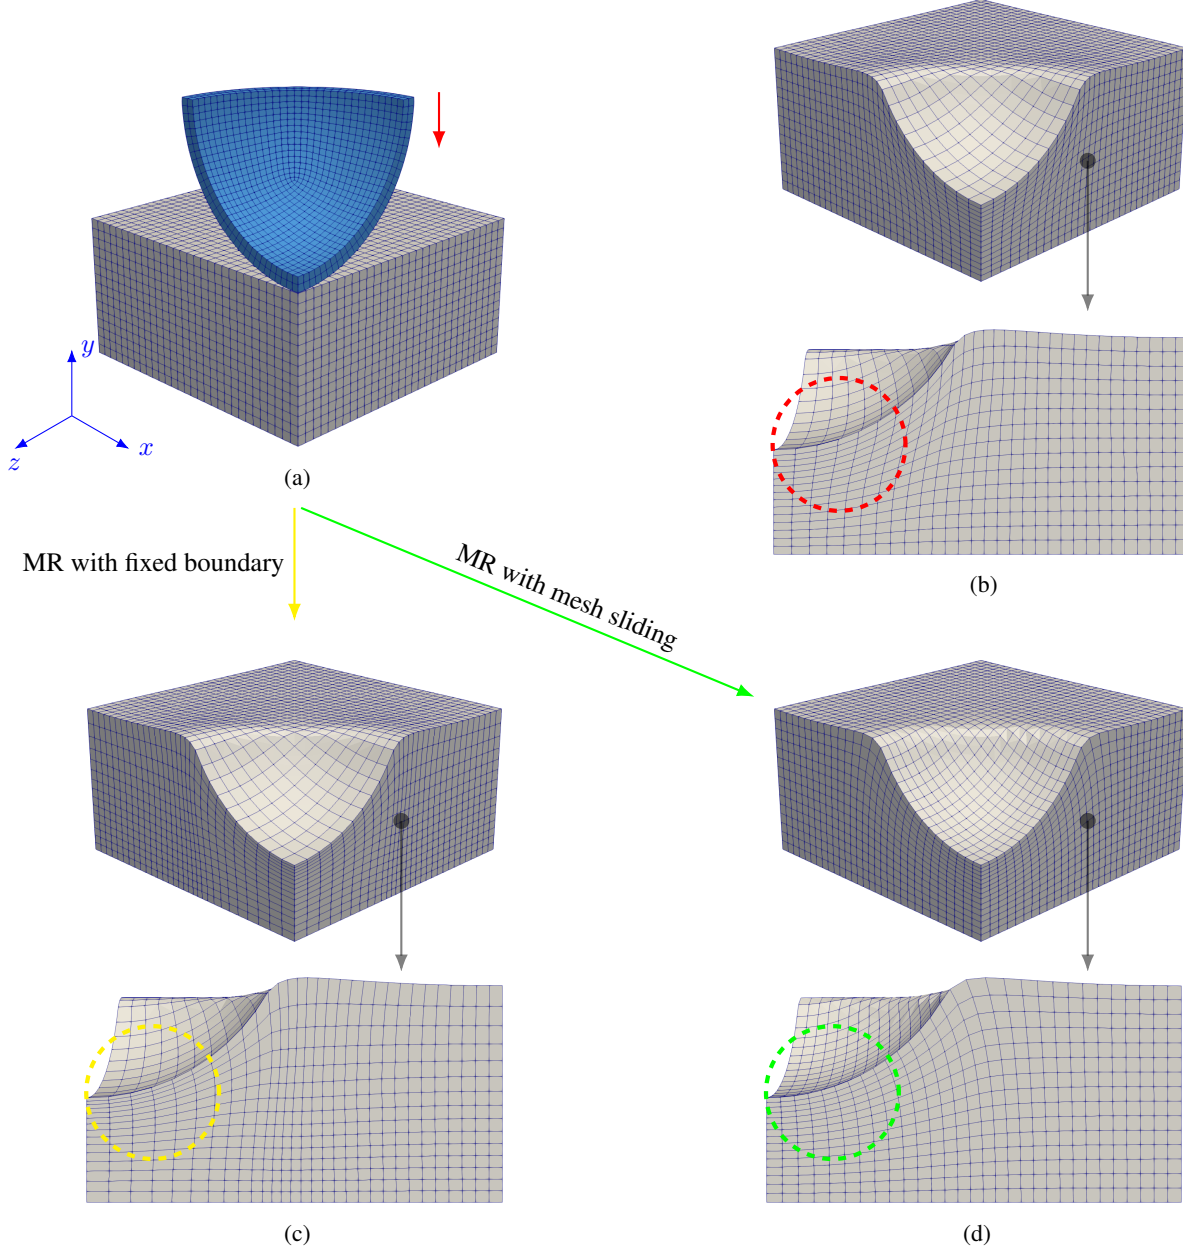 y
x
z
(a)
MR with fixed boundary
MR with mesh sliding
(b)
(c)
(d)